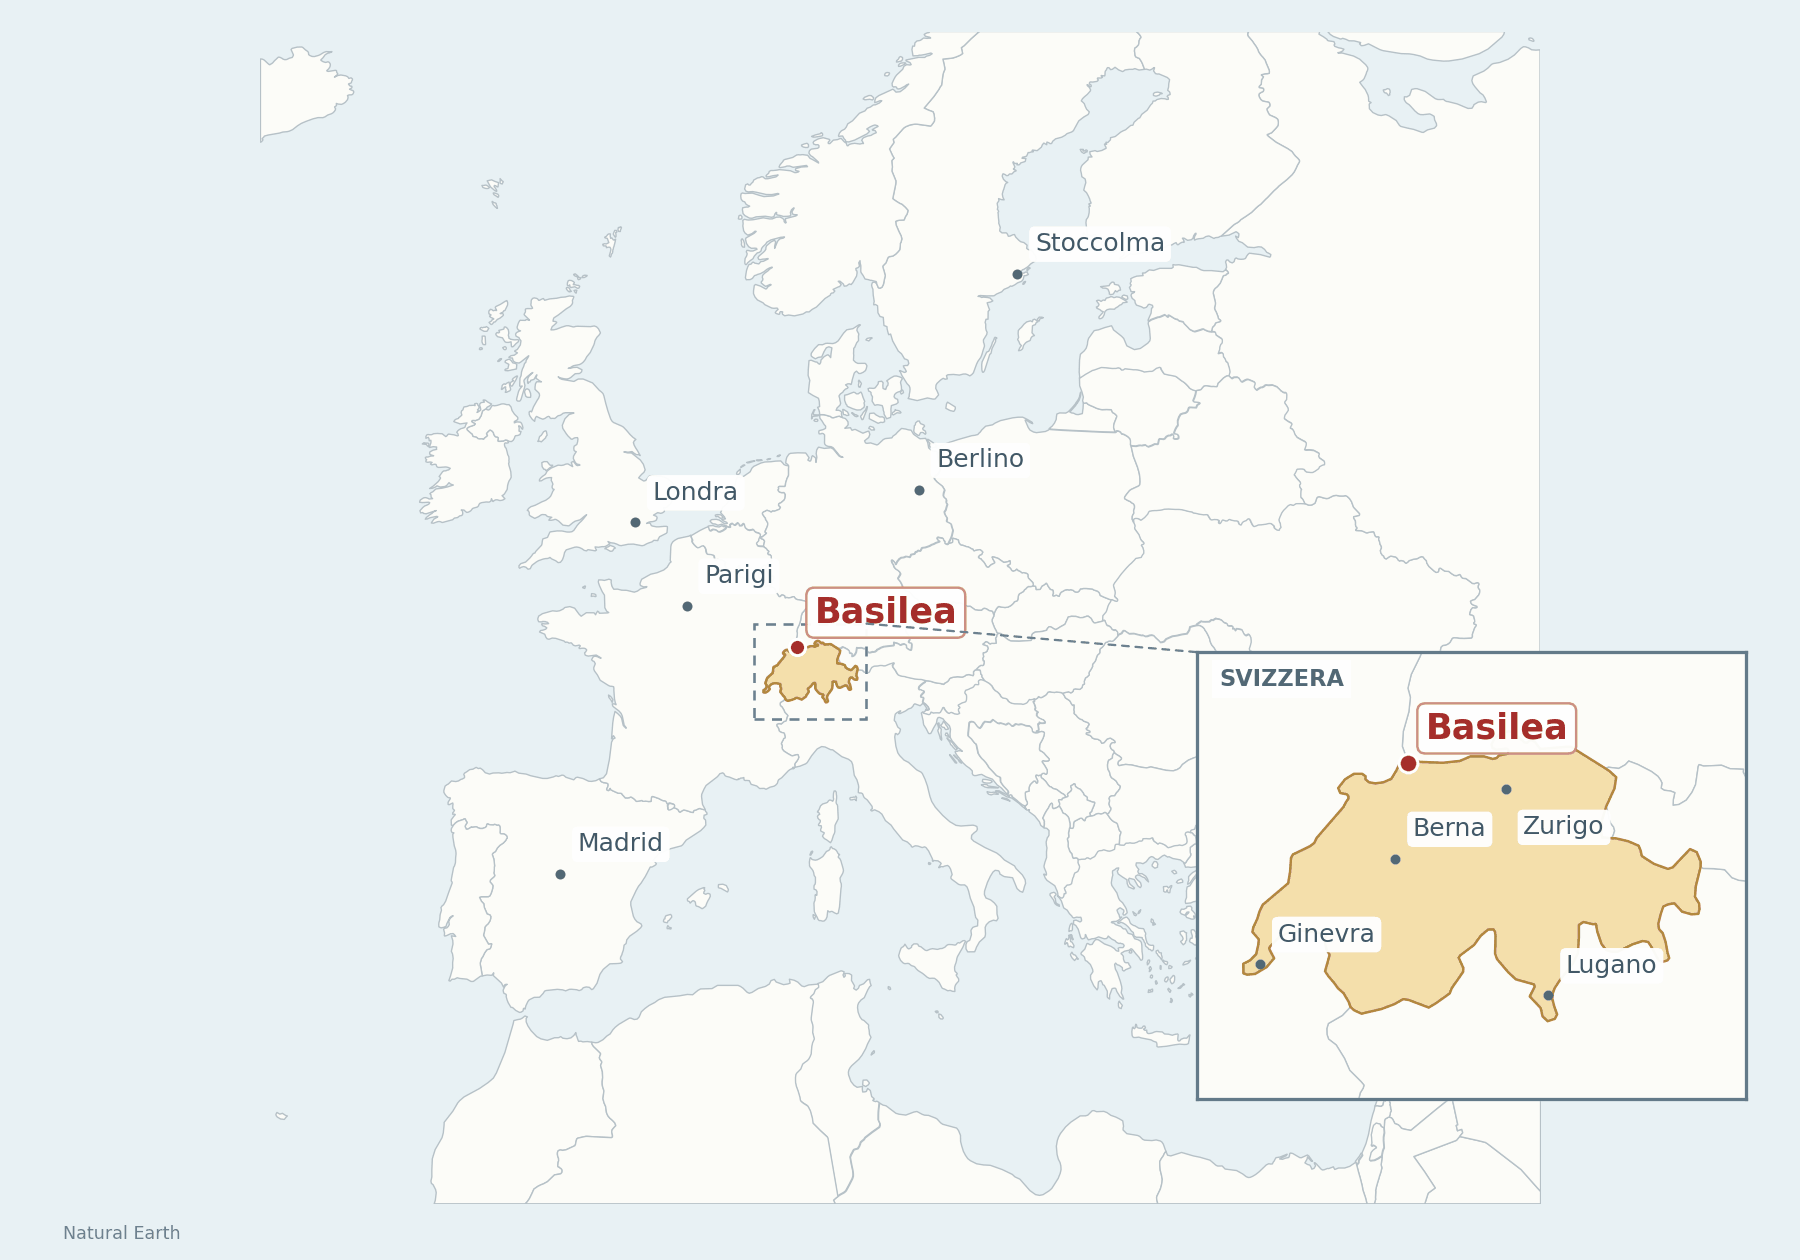 Stoccolma
Berlino
Londra
Parigi
Basilea
Madrid
SVIZZERA
Basilea
Zurigo
Berna
Ginevra
Lugano
Natural Earth